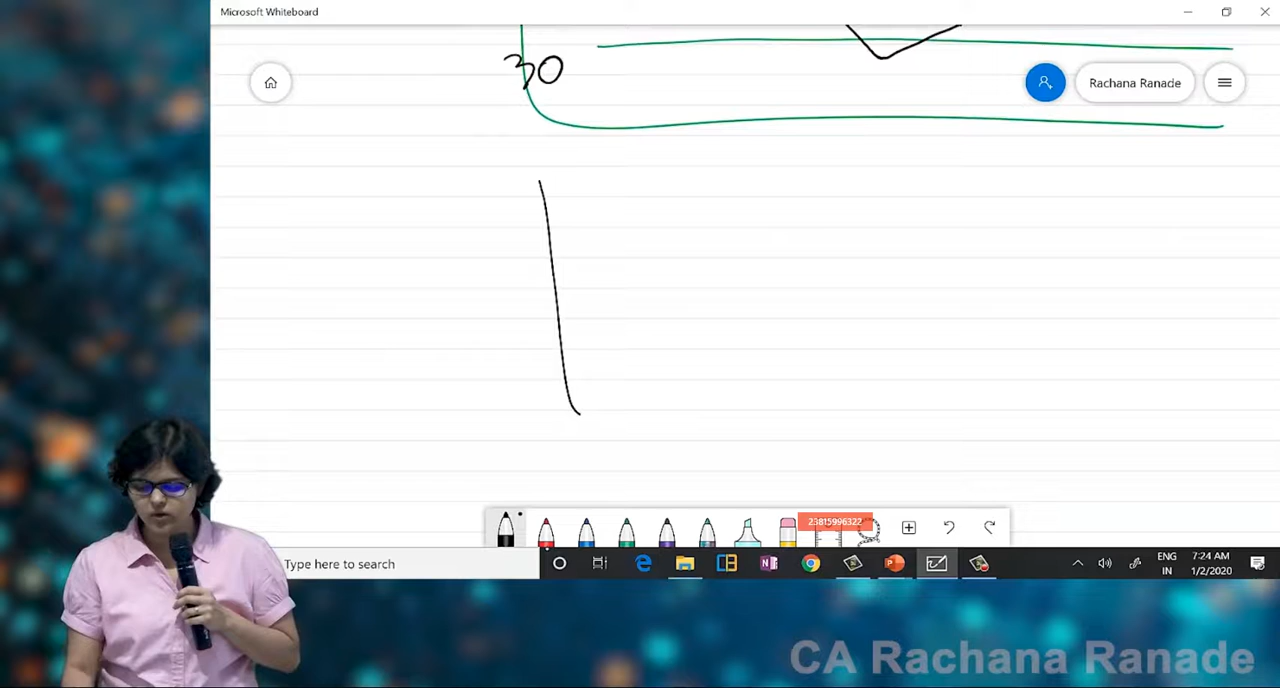 Microsoft Whiteboard
30
Rachana Ranade
23815996322
Type here to search
ENG
IN
7:24 AM
1/2/2020
CA Rachana Ranade